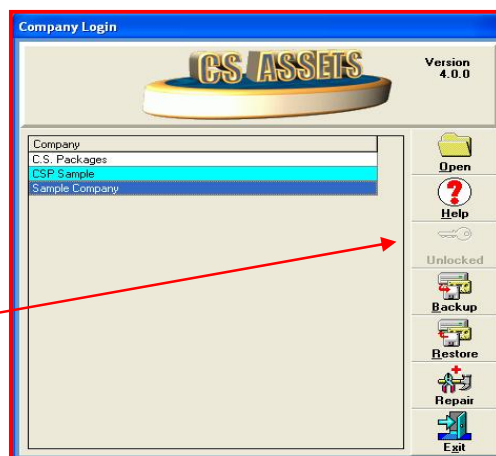 Company Login
CS ASSETS
Version
4.0.0
Company
C.S. Packages
CSP Sample
Sample Company
Open
Help
Unlocked
Backup
Restore
Repair
Exit